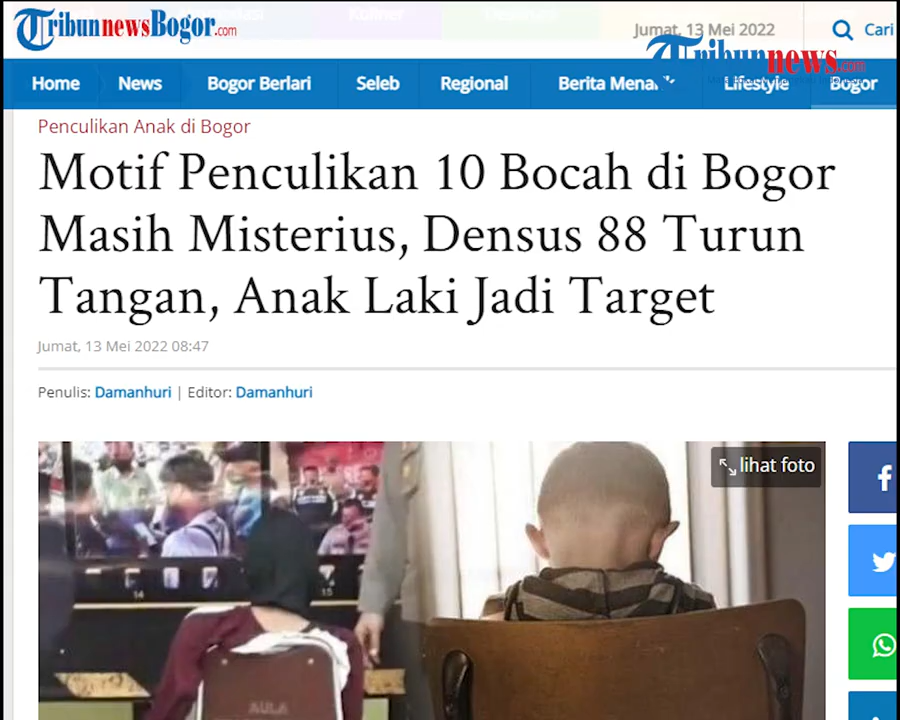 TribunnewsBogor.com
Jumat, 13 Mei 2022
Cari
Tribunnews.com
Home News Bogor Berlari Seleb Regional Berita Menarik Lifestyle Bogor
Penculikan Anak di Bogor
Motif Penculikan 10 Bocah di Bogor
Masih Misterius, Densus 88 Turun
Tangan, Anak Laki Jadi Target
Jumat, 13 Mei 2022 08:47
Penulis: Damanhuri | Editor: Damanhuri
lihat foto
14
15
AULA